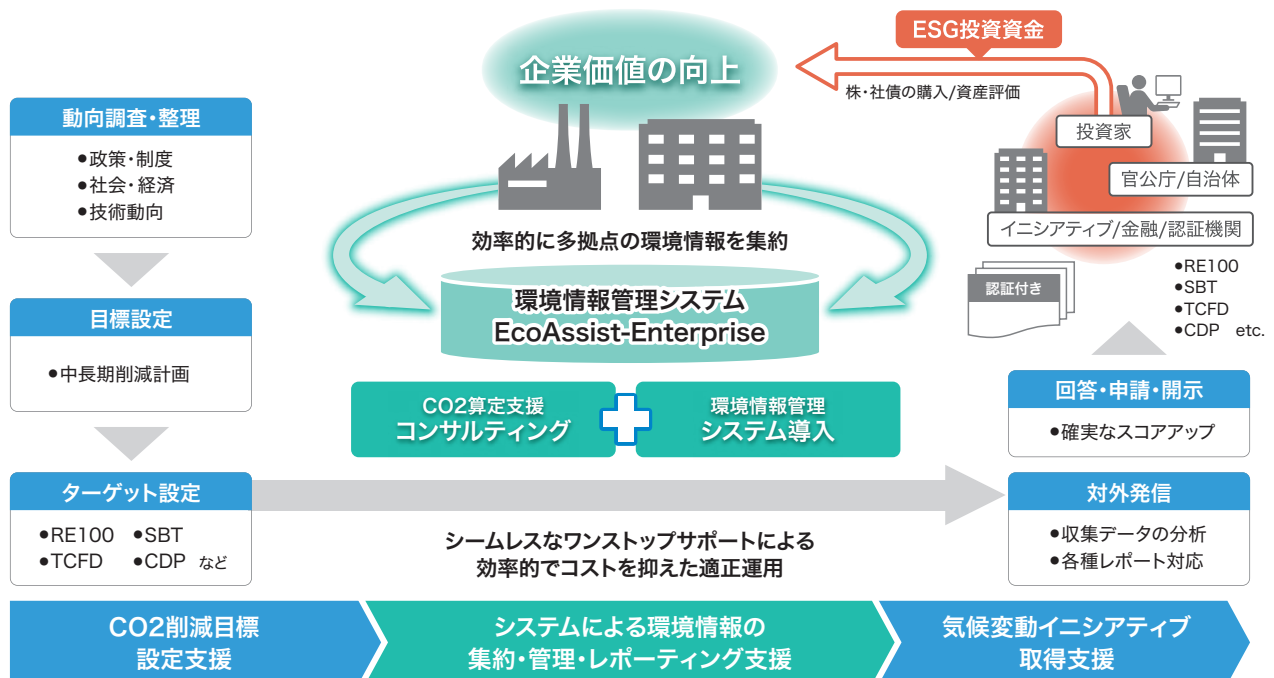 動向調査・整理
●政策・制度
●社会・経済
●技術動向
目標設定
●中長期削減計画
ターゲット設定
●RE100 ●SBT
●TCFD ●CDP など
企業価値の向上
効率的に多拠点の環境情報を集約
環境情報管理システム
EcoAssist-Enterprise
CO2算定支援
コンサルティング
環境情報管理
システム導入
シームレスなワンストップサポートによる
効率的でコストを抑えた適正運用
ESG投資資金
株・社債の購入/資産評価
投資家
官公庁/自治体
イニシアティブ/金融/認証機関
認証付き
●RE100
●SBT
●TCFD
●CDP etc.
回答・申請・開示
●確実なスコアアップ
対外発信
●収集データの分析
●各種レポート対応
CO2削減目標
設定支援
システムによる環境情報の
集約・管理・レポーティング支援
気候変動イニシアティブ
取得支援